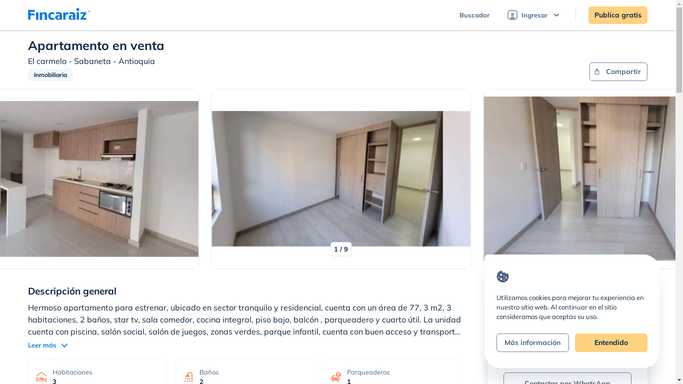 Fincaraiz
Buscador
Ingresar
Publica gratis
Apartamento en venta
El carmelo - Sabaneta - Antioquia
Inmobiliaria
Compartir
1 / 9
Descripción general
Hermoso apartamento para estrenar, ubicado en sector tranquilo y residencial, cuenta con un área de 77, 3 m2, 3
habitaciones, 2 baños, star tv, sala comedor, cocina integral, piso bajo, balcón , parqueadero y cuarto útil. La unidad
cuenta con piscina, salón social, salón de juegos, zonas verdes, parque infantil, cuenta con buen acceso y transport...
Leer más
Habitaciones
3
Baños
2
Parqueaderos
1
Utilizamos cookies para mejorar tu experiencia en
nuestro sitio web. Al continuar en el sitio
consideramos que aceptas su uso.
Más información
Entendido
Contactar por WhatsApp